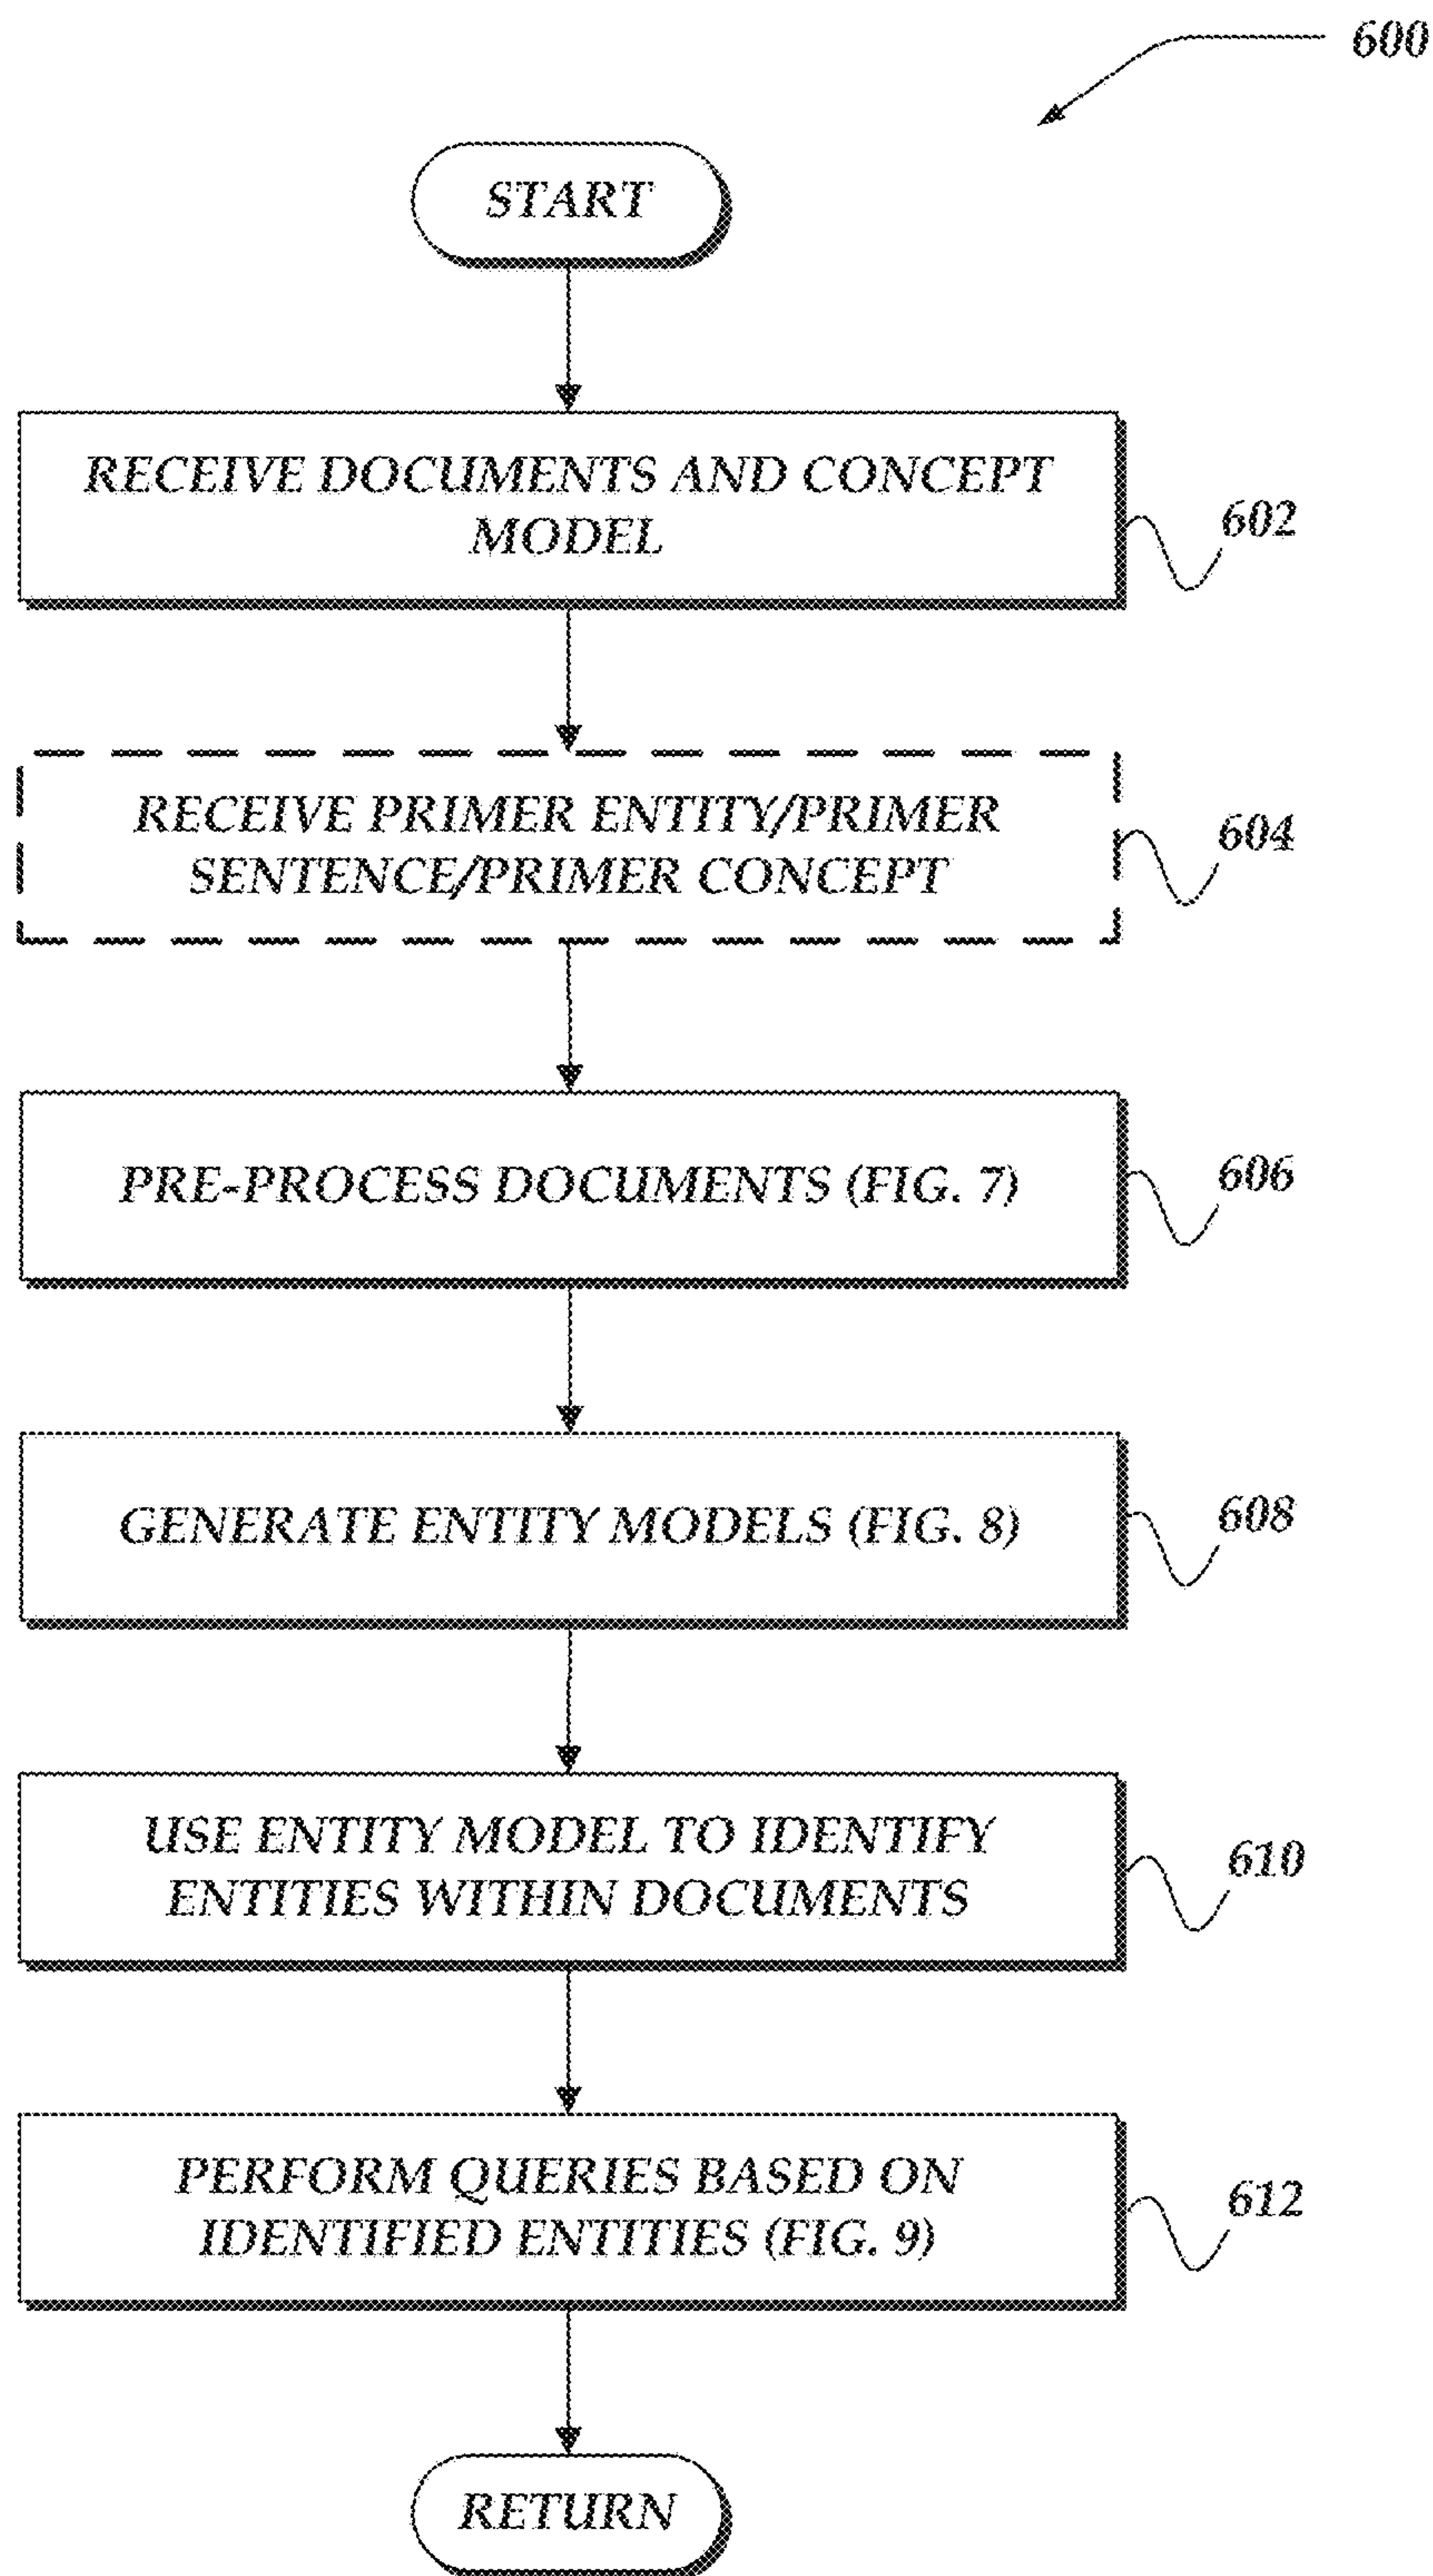 600
START
RECEIVE DOCUMENTS AND CONCEPT
MODEL
602
RECEIVE PRIMER ENTITY/PRIMER
SENTENCE/PRIMER CONCEPT
604
PRE-PROCESS DOCUMENTS (FIG. 7)
606
GENERATE ENTITY MODELS (FIG. 8)
608
USE ENTITY MODEL TO IDENTIFY
ENTITIES WITHIN DOCUMENTS
610
PERFORM QUERIES BASED ON
IDENTIFIED ENTITIES (FIG. 9)
612
RETURN